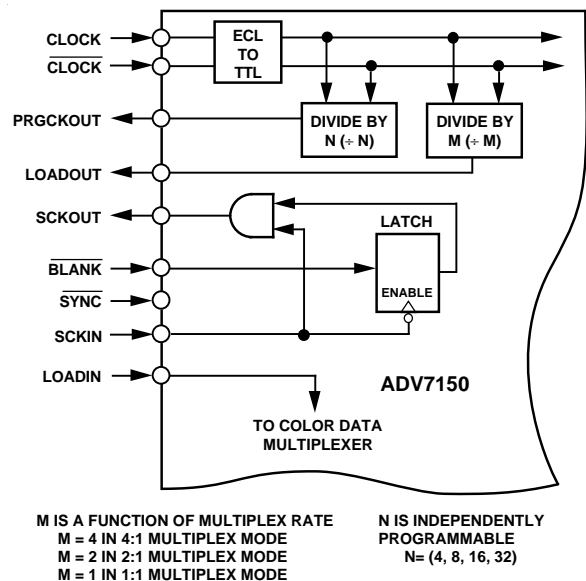 CLOCK
CLOCK
ECL
TO
TTL
PRGCKOUT
DIVIDE BY
N (÷ N)
DIVIDE BY
M (÷ M)
LOADOUT
SCKOUT
LATCH
BLANK
ENABLE
SYNC
SCKIN
LOADIN
ADV7150
TO COLOR DATA
MULTIPLEXER
M IS A FUNCTION OF MULTIPLEX RATE
M = 4 IN 4:1 MULTIPLEX MODE
M = 2 IN 2:1 MULTIPLEX MODE
M = 1 IN 1:1 MULTIPLEX MODE
N IS INDEPENDENTLY
PROGRAMMABLE
N= (4, 8, 16, 32)